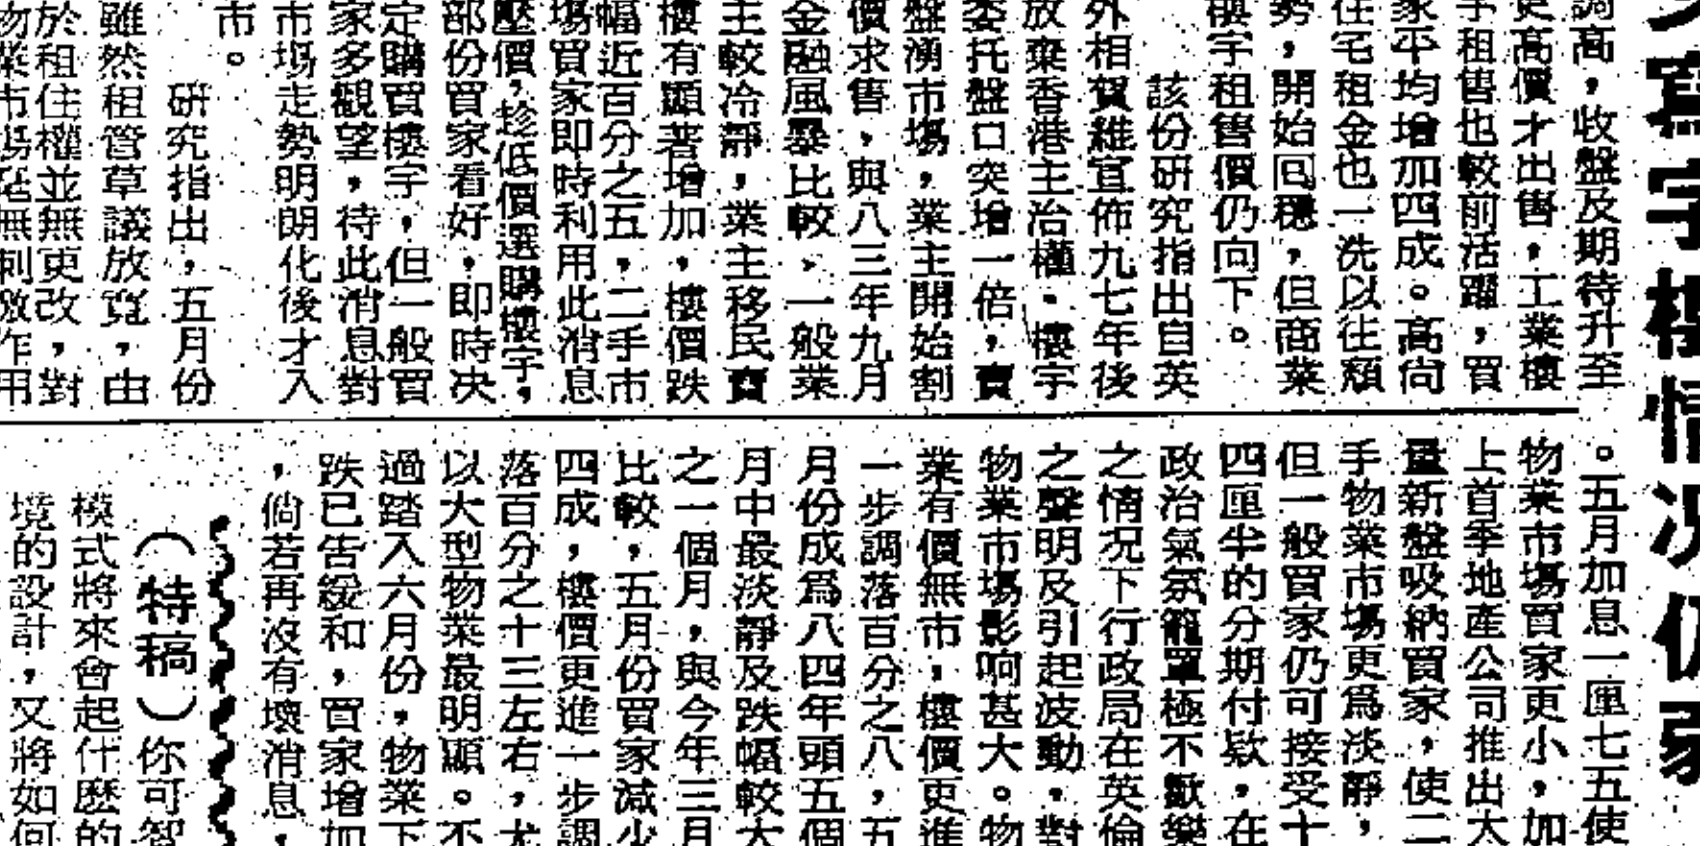 寫字樓情况仍
調高，收盤及期待升至
更高價才出售，工業樓
宇租售也較前活躍，買
家平均增加四成。高尚
住宅租金也一洗以往頹
勢，開始回穩，但商業
樓宇租售價仍向下。
該份研究指出自英
外相賀維宣佈九七年後
放棄香港主治權，樓宇
委托盤口突增一倍，賣
盤湧市場，業主開始割
價求售，與八三年九月
金融風暴比較，一般業
主較冷靜，業主移民賣
樓有顯著增加，樓價跌
幅近百分之五，二手市
場買家即時利用此消息
壓價，珍低價選購樓宇，
部份買家看好，即時决
定購買樓宇，但一般買
家多觀望，待此消息對
市場走勢明朗化後才入
市。
研究指出，五月份
雖然租管草議放寬，由
於租住權並無更改，對
物業市場廷無刺激作用
。五月加息一厘七五使
物業市場買家更小，加
上首季地產公司推出大
量新盤吸納買家，使二
手物業市場更爲淡靜，
但一般買家仍可接受十
四厘半的分期付欵，在
政治氣氛籠罩極不歡樂
之情况下行政局在英倫
之聲明及引起波動，對
物業市場影响甚大。物
業有價無市，樓價更進
一步調落百分之八，五
月份成爲八四年頭五個
月中最淡靜及跌幅較大
之一個月，與今年三月
比較，五月份買家減少
四成，樓價更進一步調
落百分之十三左右，尤
以大型物業最明顯。不
過踏入六月份，物業下
跌已告緩和，買家增加
，倘若再沒有壞消息，
（特稿）你可智
模式將來會起什麽的
境的設計，又將如何